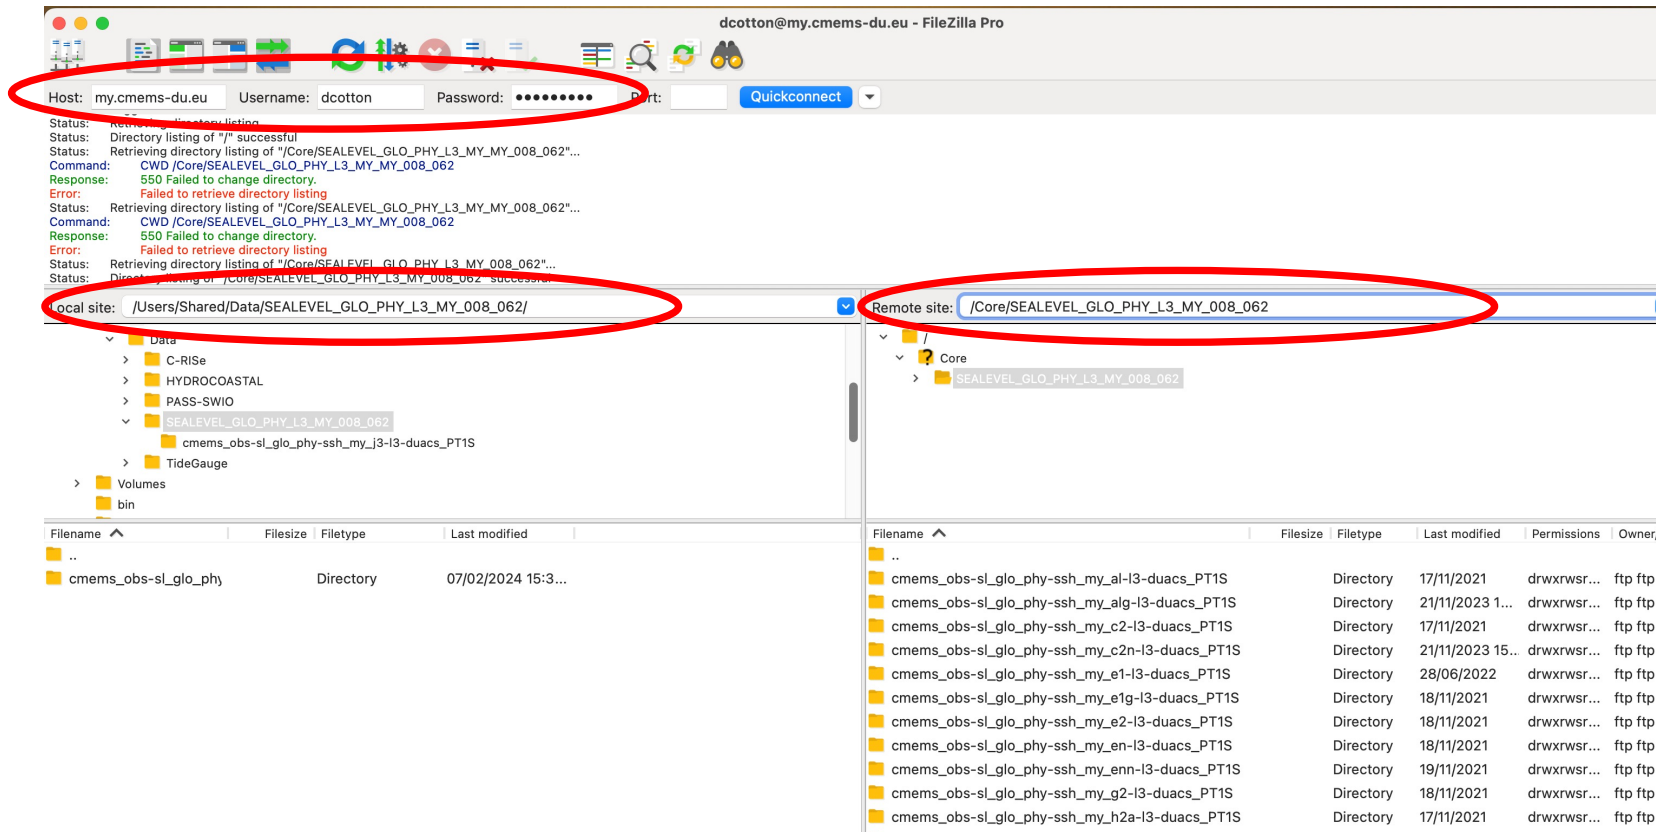 dcotton@my.cmems-du.eu - FileZilla Pro
Host: my.cmems-du.eu Username: dcotton Password: ●●●●●●●●● Port: Quickconnect
Status: Retrieving directory listing
Status: Directory listing of "/" successful
Status: Retrieving directory listing of "/Core/SEALEVEL_GLO_PHY_L3_MY_MY_008_062"...
Command: CWD /Core/SEALEVEL_GLO_PHY_L3_MY_MY_008_062
Response: 550 Failed to change directory.
Error: Failed to retrieve directory listing
Status: Retrieving directory listing of "/Core/SEALEVEL_GLO_PHY_L3_MY_MY_008_062"...
Command: CWD /Core/SEALEVEL_GLO_PHY_L3_MY_MY_008_062
Response: 550 Failed to change directory.
Error: Failed to retrieve directory listing
Status: Retrieving directory listing of "/Core/SEALEVEL_GLO_PHY_L3_MY_008_062"...
Status: Directory listing of "/Core/SEALEVEL_GLO_PHY_L3_MY_008_062" successful
Local site: /Users/Shared/Data/SEALEVEL_GLO_PHY_L3_MY_008_062/
Data
C-RISe
HYDROCOASTAL
PASS-SWIO
SEALEVEL_GLO_PHY_L3_MY_008_062
cmems_obs-sl_glo_phy-ssh_my_j3-l3-duacs_PT1S
TideGauge
Volumes
bin
Filename Filesize Filetype Last modified
..
cmems_obs-sl_glo_phy Directory 07/02/2024 15:3...
Remote site: /Core/SEALEVEL_GLO_PHY_L3_MY_008_062
/
? Core
SEALEVEL_GLO_PHY_L3_MY_008_062
Filename Filesize Filetype Last modified Permissions Owner/
..
cmems_obs-sl_glo_phy-ssh_my_al-l3-duacs_PT1S Directory 17/11/2021 drwxrwsr... ftp ftp
cmems_obs-sl_glo_phy-ssh_my_alg-l3-duacs_PT1S Directory 21/11/2023 1... drwxrwsr... ftp ftp
cmems_obs-sl_glo_phy-ssh_my_c2-l3-duacs_PT1S Directory 17/11/2021 drwxrwsr... ftp ftp
cmems_obs-sl_glo_phy-ssh_my_c2n-l3-duacs_PT1S Directory 21/11/2023 15... drwxrwsr... ftp ftp
cmems_obs-sl_glo_phy-ssh_my_e1-l3-duacs_PT1S Directory 28/06/2022 drwxrwsr... ftp ftp
cmems_obs-sl_glo_phy-ssh_my_e1g-l3-duacs_PT1S Directory 18/11/2021 drwxrwsr... ftp ftp
cmems_obs-sl_glo_phy-ssh_my_e2-l3-duacs_PT1S Directory 18/11/2021 drwxrwsr... ftp ftp
cmems_obs-sl_glo_phy-ssh_my_en-l3-duacs_PT1S Directory 18/11/2021 drwxrwsr... ftp ftp
cmems_obs-sl_glo_phy-ssh_my_enn-l3-duacs_PT1S Directory 19/11/2021 drwxrwsr... ftp ftp
cmems_obs-sl_glo_phy-ssh_my_g2-l3-duacs_PT1S Directory 18/11/2021 drwxrwsr... ftp ftp
cmems_obs-sl_glo_phy-ssh_my_h2a-l3-duacs_PT1S Directory 17/11/2021 drwxrwsr... ftp ftp